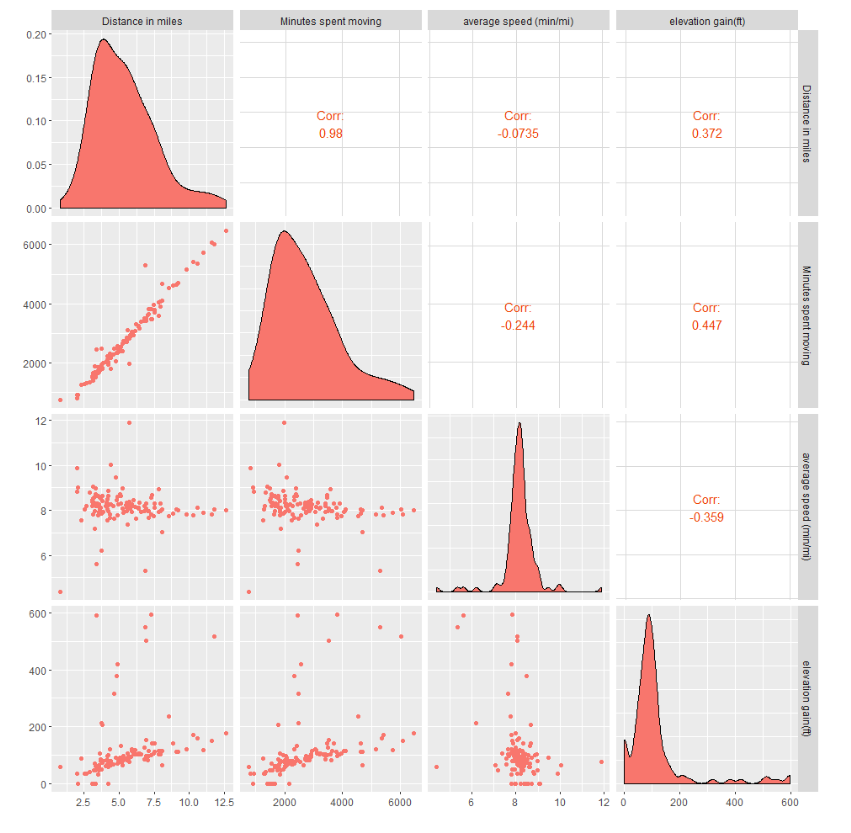 Distance in miles
Minutes spent moving
average speed (min/mi)
elevation gain(ft)
0.20
0.15
0.10
0.05
0.00
Corr:
0.98
Corr:
-0.0735
Corr:
0.372
Distance in miles
6000
4000
2000
Corr:
-0.244
Corr:
0.447
Minutes spent moving
12
10
8
6
Corr:
-0.359
average speed (min/mi)
600
400
200
0
elevation gain(ft)
2.5
5.0
7.5
10.0
12.5
2000
4000
6000
6
8
10
12
0
200
400
600